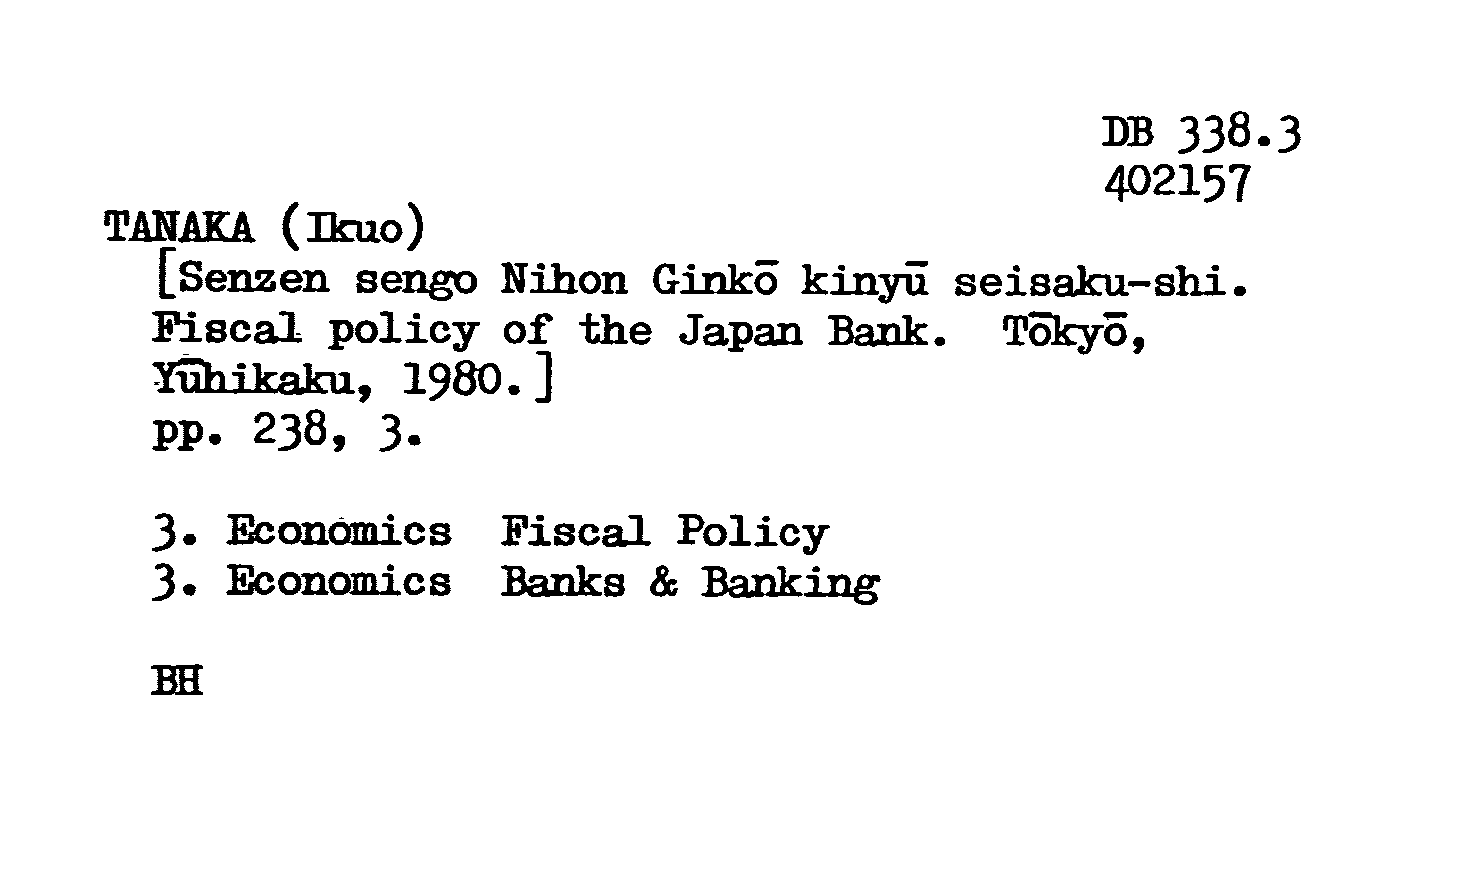 DB 338.3
402157
TANAKA (Ikuo)
[Senzen sengo Nihon Ginkō kinyū seisaku-shi.
Fiscal policy of the Japan Bank. Tōkyō,
Yūhikaku, 1980.]
pp. 238, 3.
3. Economics Fiscal Policy
3. Economics Banks & Banking
BH